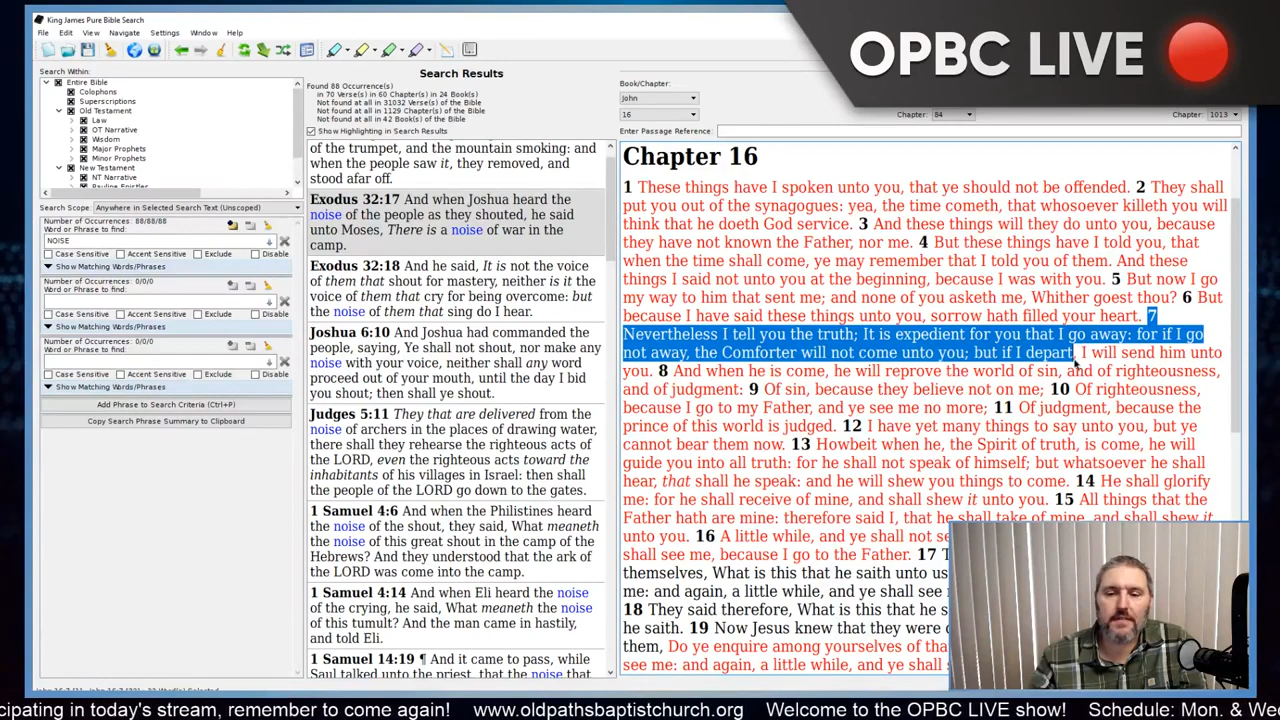 King James Pure Bible Search
OPBC LIVE
File Edit View Navigate Settings Window Help
Search Within:
Entire Bible
Colophons
Superscriptions
Old Testament
Law
OT Narrative
Wisdom
Major Prophets
Minor Prophets
New Testament
NT Narrative
Pauline Epistles
Search Scope: Anywhere in Selected Search Text (Unscoped)
Number of Occurrences: 88/88/88
Word or Phrase to find:
NOISE
Case Sensitive Accent Sensitive Exclude Disable
Show Matching Words/Phrases
Number of Occurrences: 0/0/0
Word or Phrase to find:
Case Sensitive Accent Sensitive Exclude Disable
Show Matching Words/Phrases
Number of Occurrences: 0/0/0
Word or Phrase to find:
Case Sensitive Accent Sensitive Exclude Disable
Show Matching Words/Phrases
Add Phrase to Search Criteria (Ctrl+P)
Copy Search Phrase Summary to Clipboard
Search Results
Found 88 Occurrence(s)
in 70 Verse(s) in 60 Chapter(s) in 24 Book(s)
Not found at all in 31032 Verse(s) of the Bible
Not found at all in 1129 Chapter(s) of the Bible
Not found at all in 42 Book(s) of the Bible
Show Highlighting in Search Results
of the trumpet, and the mountain smoking: and
when the people saw it, they removed, and
stood afar off.
Exodus 32:17 And when Joshua heard the
noise of the people as they shouted, he said
unto Moses, There is a noise of war in the
camp.
Exodus 32:18 And he said, It is not the voice
of them that shout for mastery, neither is it the
voice of them that cry for being overcome: but
the noise of them that sing do I hear.
Joshua 6:10 And Joshua had commanded the
people, saying, Ye shall not shout, nor make any
noise with your voice, neither shall any word
proceed out of your mouth, until the day I bid
you shout; then shall ye shout.
Judges 5:11 They that are delivered from the
noise of archers in the places of drawing water,
there shall they rehearse the righteous acts of
the LORD, even the righteous acts toward the
inhabitants of his villages in Israel: then shall
the people of the LORD go down to the gates.
1 Samuel 4:6 And when the Philistines heard
the noise of the shout, they said, What meaneth
the noise of this great shout in the camp of the
Hebrews? And they understood that the ark of
the LORD was come into the camp.
1 Samuel 4:14 And when Eli heard the noise
of the crying, he said, What meaneth the noise
of this tumult? And the man came in hastily,
and told Eli.
1 Samuel 14:19 ¶ And it came to pass, while
Saul talked unto the priest, that the noise that
Book/Chapter:
John
16 Chapter: 84 Chapter: 1013
Enter Passage Reference:
Chapter 16
1 These things have I spoken unto you, that ye should not be offended. 2 They shall
put you out of the synagogues: yea, the time cometh, that whosoever killeth you will
think that he doeth God service. 3 And these things will they do unto you, because
they have not known the Father, nor me. 4 But these things have I told you, that
when the time shall come, ye may remember that I told you of them. And these
things I said not unto you at the beginning, because I was with you. 5 But now I go
my way to him that sent me; and none of you asketh me, Whither goest thou? 6 But
because I have said these things unto you, sorrow hath filled your heart. 7
Nevertheless I tell you the truth; It is expedient for you that I go away: for if I go
not away, the Comforter will not come unto you; but if I depart, I will send him unto
you. 8 And when he is come, he will reprove the world of sin, and of righteousness,
and of judgment: 9 Of sin, because they believe not on me; 10 Of righteousness,
because I go to my Father, and ye see me no more; 11 Of judgment, because the
prince of this world is judged. 12 I have yet many things to say unto you, but ye
cannot bear them now. 13 Howbeit when he, the Spirit of truth, is come, he will
guide you into all truth: for he shall not speak of himself; but whatsoever he shall
hear, that shall he speak: and he will shew you things to come. 14 He shall glorify
me: for he shall receive of mine, and shall shew it unto you. 15 All things that the
Father hath are mine: therefore said I, that he shall take of mine, and shall shew it
unto you. 16 A little while, and ye shall not se
shall see me, because I go to the Father. 17 T
themselves, What is this that he saith unto us
me: and again, a little while, and ye shall se
18 They said therefore, What is this that he s
he saith. 19 Now Jesus knew that they were
them, Do ye enquire among yourselves of tha
see me: and again, a little while, and ye shall s
cipating in today's stream, remember to come again! www.oldpathsbaptistchurch.org Welcome to the OPBC LIVE show! Schedule: Mon. & We